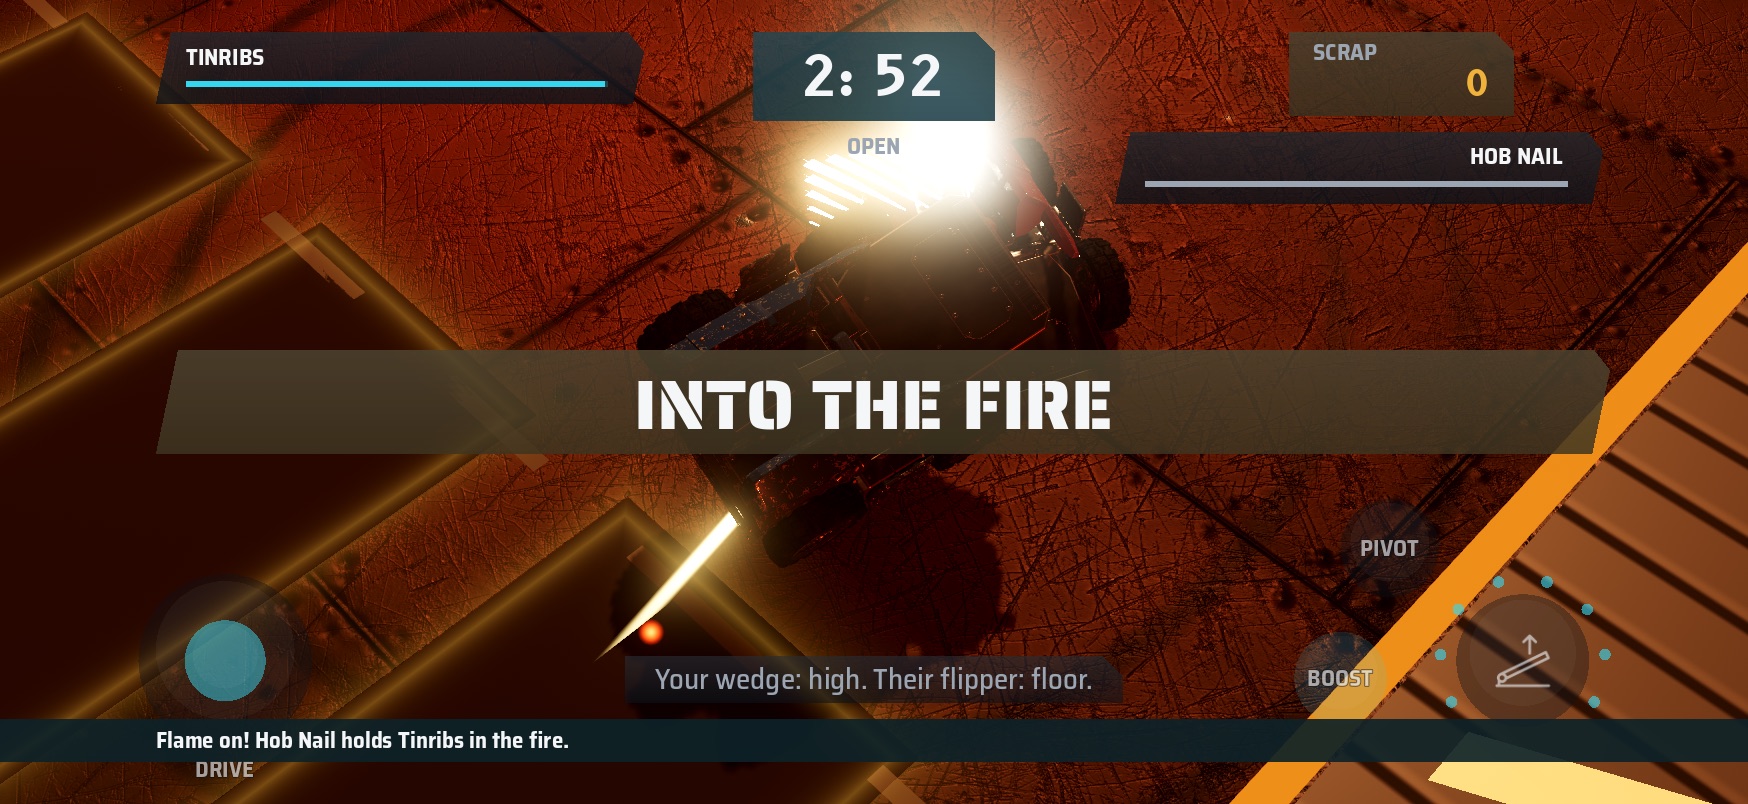 TINRIBS
2: 52
OPEN
SCRAP
0
HOB NAIL
INTO THE FIRE
PIVOT
BOOST
Your wedge: high. Their flipper: floor.
Flame on! Hob Nail holds Tinribs in the fire.
DRIVE